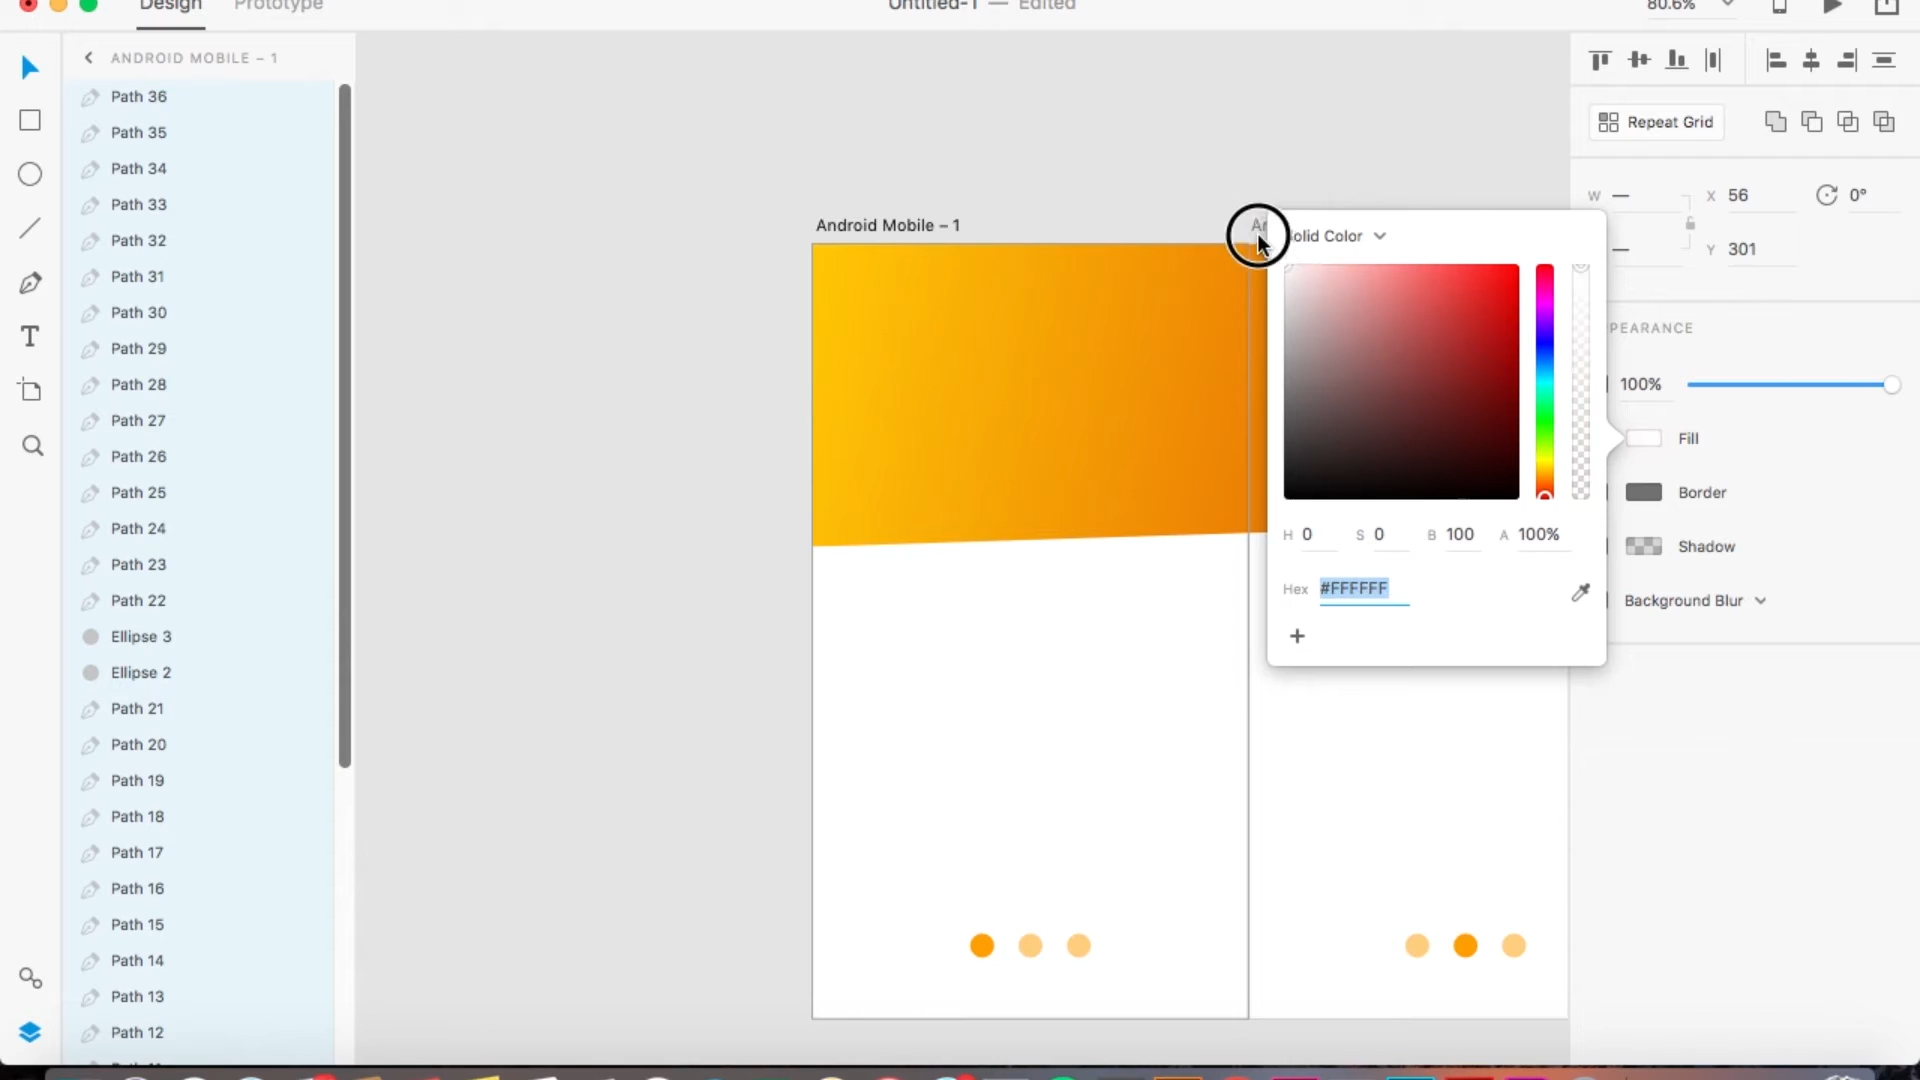 Design Prototype
Untitled-1 — Edited
80.6%
ANDROID MOBILE – 1
Path 36
Path 35
Path 34
Path 33
Path 32
Path 31
Path 30
Path 29
Path 28
Path 27
Path 26
Path 25
Path 24
Path 23
Path 22
Ellipse 3
Ellipse 2
Path 21
Path 20
Path 19
Path 18
Path 17
Path 16
Path 15
Path 14
Path 13
Path 12
Android Mobile – 1
Solid Color
H 0 S 0 B 100 A 100%
Hex #FFFFFF
Repeat Grid
W — X 56 0°
— Y 301
PEARANCE
100%
Fill
Border
Shadow
Background Blur